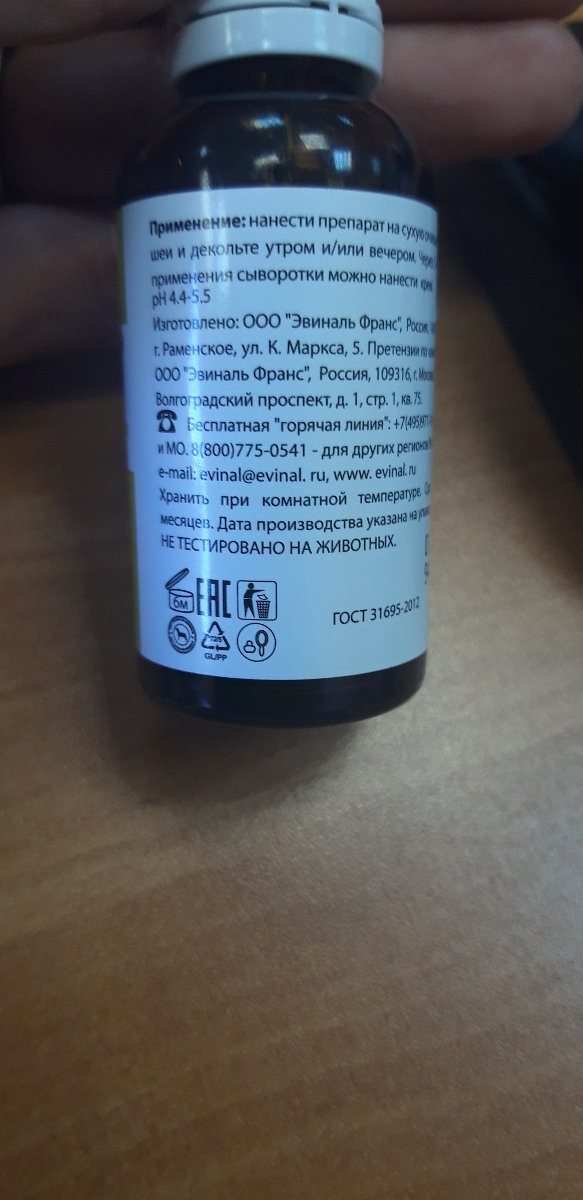 Применение: нанести препарат на сухую
шеи и декольте утром и/или вечером.
применения сыворотки можно нанести крем.
pH 4.4-5.5
Изготовлено: ООО "Эвиналь Франс", Россия,
г. Раменское, ул. К. Маркса, 5. Претензии по
ООО "Эвиналь Франс", Россия, 109316, г.
Волгоградский проспект, д. 1, стр. 1, кв. 75.
Бесплатная "горячая линия":
и МО. 8(800)775-0541 - для других регионов
e-mail: evinal@evinal. ru, www. evinal. ru
Хранить при комнатной температуре.
месяцев. Дата производства указана на
НЕ ТЕСТИРОВАНО НА ЖИВОТНЫХ.
6М EAC
GL/PP
ГОСТ 31695-2012